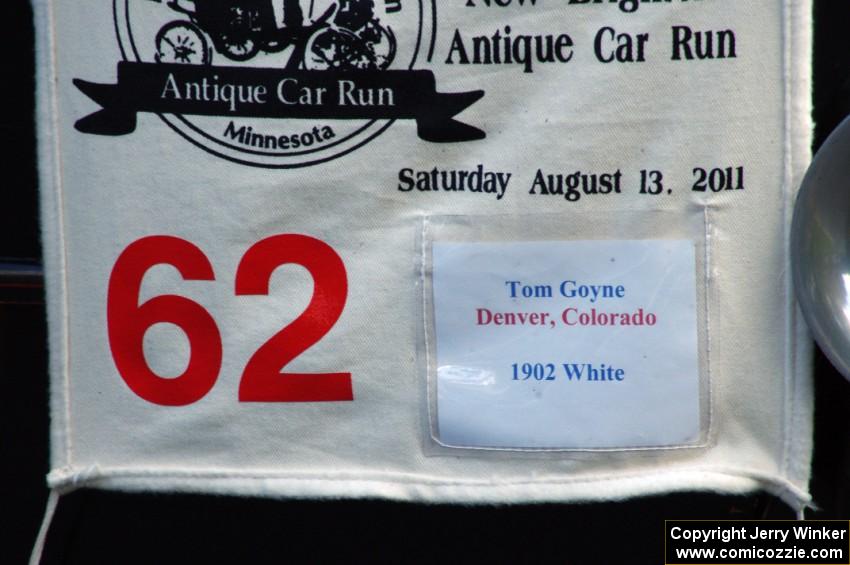 Antique Car Run
Antique Car Run
Minnesota
Saturday August 13. 2011
62
Tom Goyne
Denver, Colorado
1902 White
Copyright Jerry Winker
www.comicozzie.com